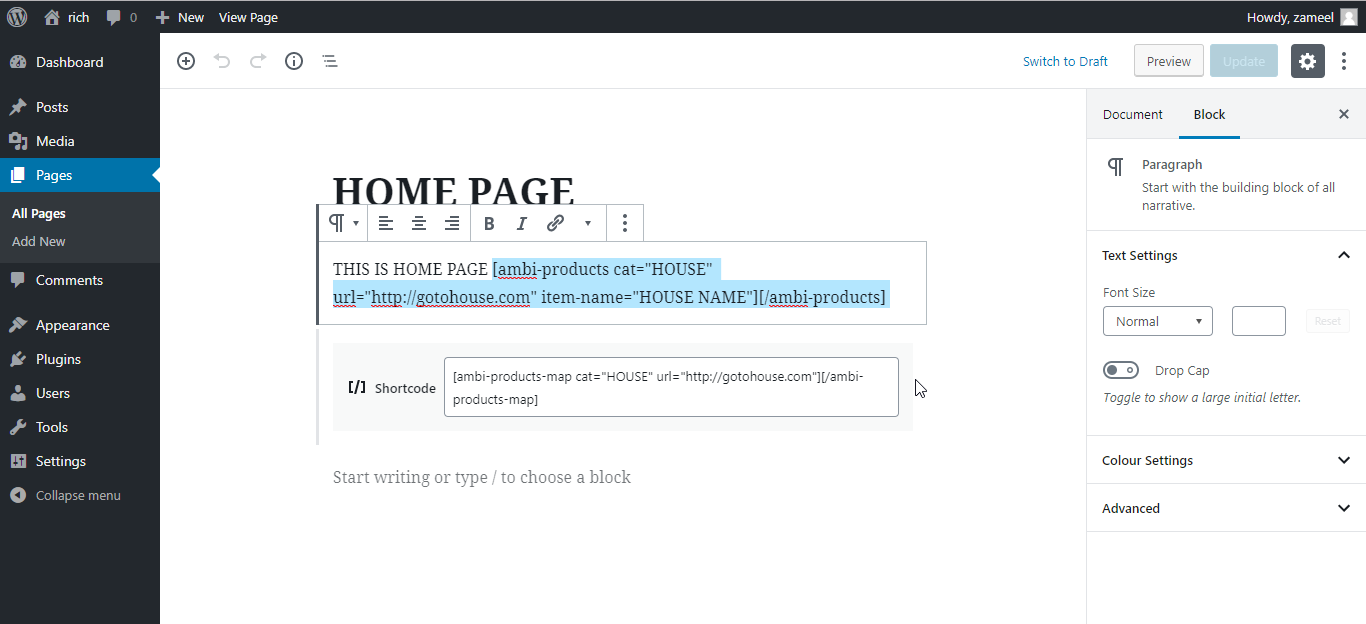 rich 0 New View Page Howdy, zameel
Dashboard
Posts
Media
Pages
All Pages
Add New
Comments
Appearance
Plugins
Users
Tools
Settings
Collapse menu
Switch to Draft Preview Update
HOME PAGE
B I
THIS IS HOME PAGE [ambi-products cat="HOUSE"
url="http://gotohouse.com" item-name="HOUSE NAME"][/ambi-products]
[/] Shortcode
[ambi-products-map cat="HOUSE" url="http://gotohouse.com"][/ambi-
products-map]
Start writing or type / to choose a block
Document Block
Paragraph
Start with the building block of all
narrative.
Text Settings
Font Size
Normal Reset
Drop Cap
Toggle to show a large initial letter.
Colour Settings
Advanced